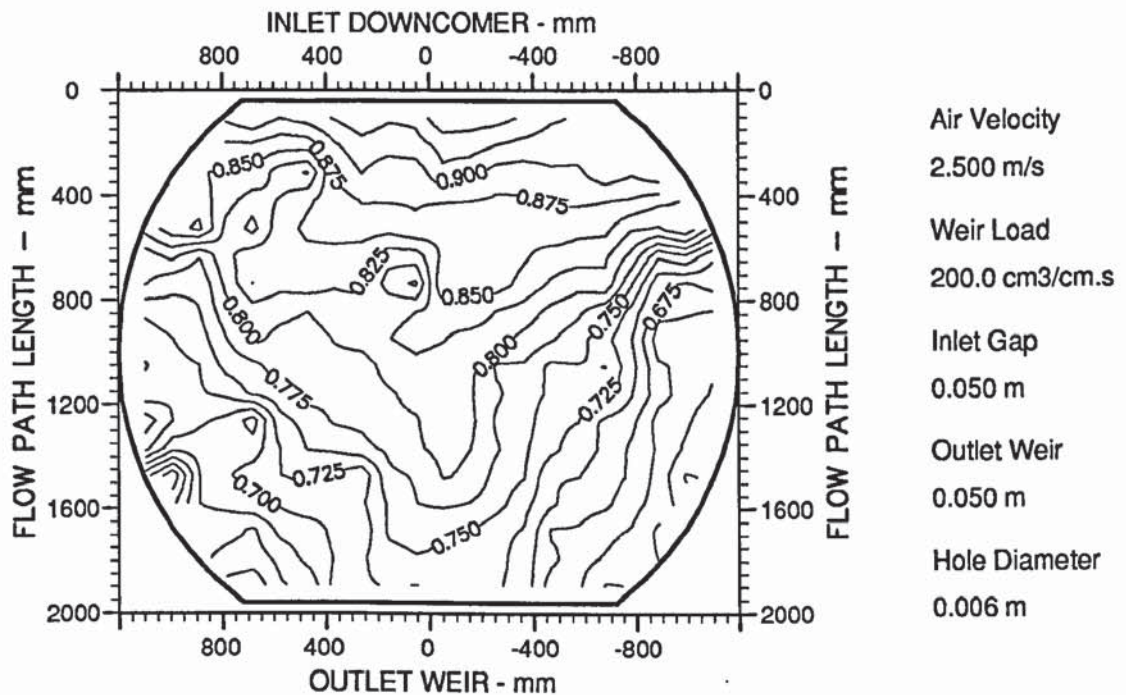 INLET DOWNCOMER - mm
800 400 0 -400 -800
0 0
400 400
800 800
1200 1200
1600 1600
2000 2000
FLOW PATH LENGTH - mm
FLOW PATH LENGTH - mm
0.850
0.875
0.900
0.875
0.825
0.850
0.800
0.800
0.750
0.675
0.775
0.725
0.725
0.700
0.750
800 400 0 -400 -800
OUTLET WEIR - mm
Air Velocity
2.500 m/s
Weir Load
200.0 cm3/cm.s
Inlet Gap
0.050 m
Outlet Weir
0.050 m
Hole Diameter
0.006 m